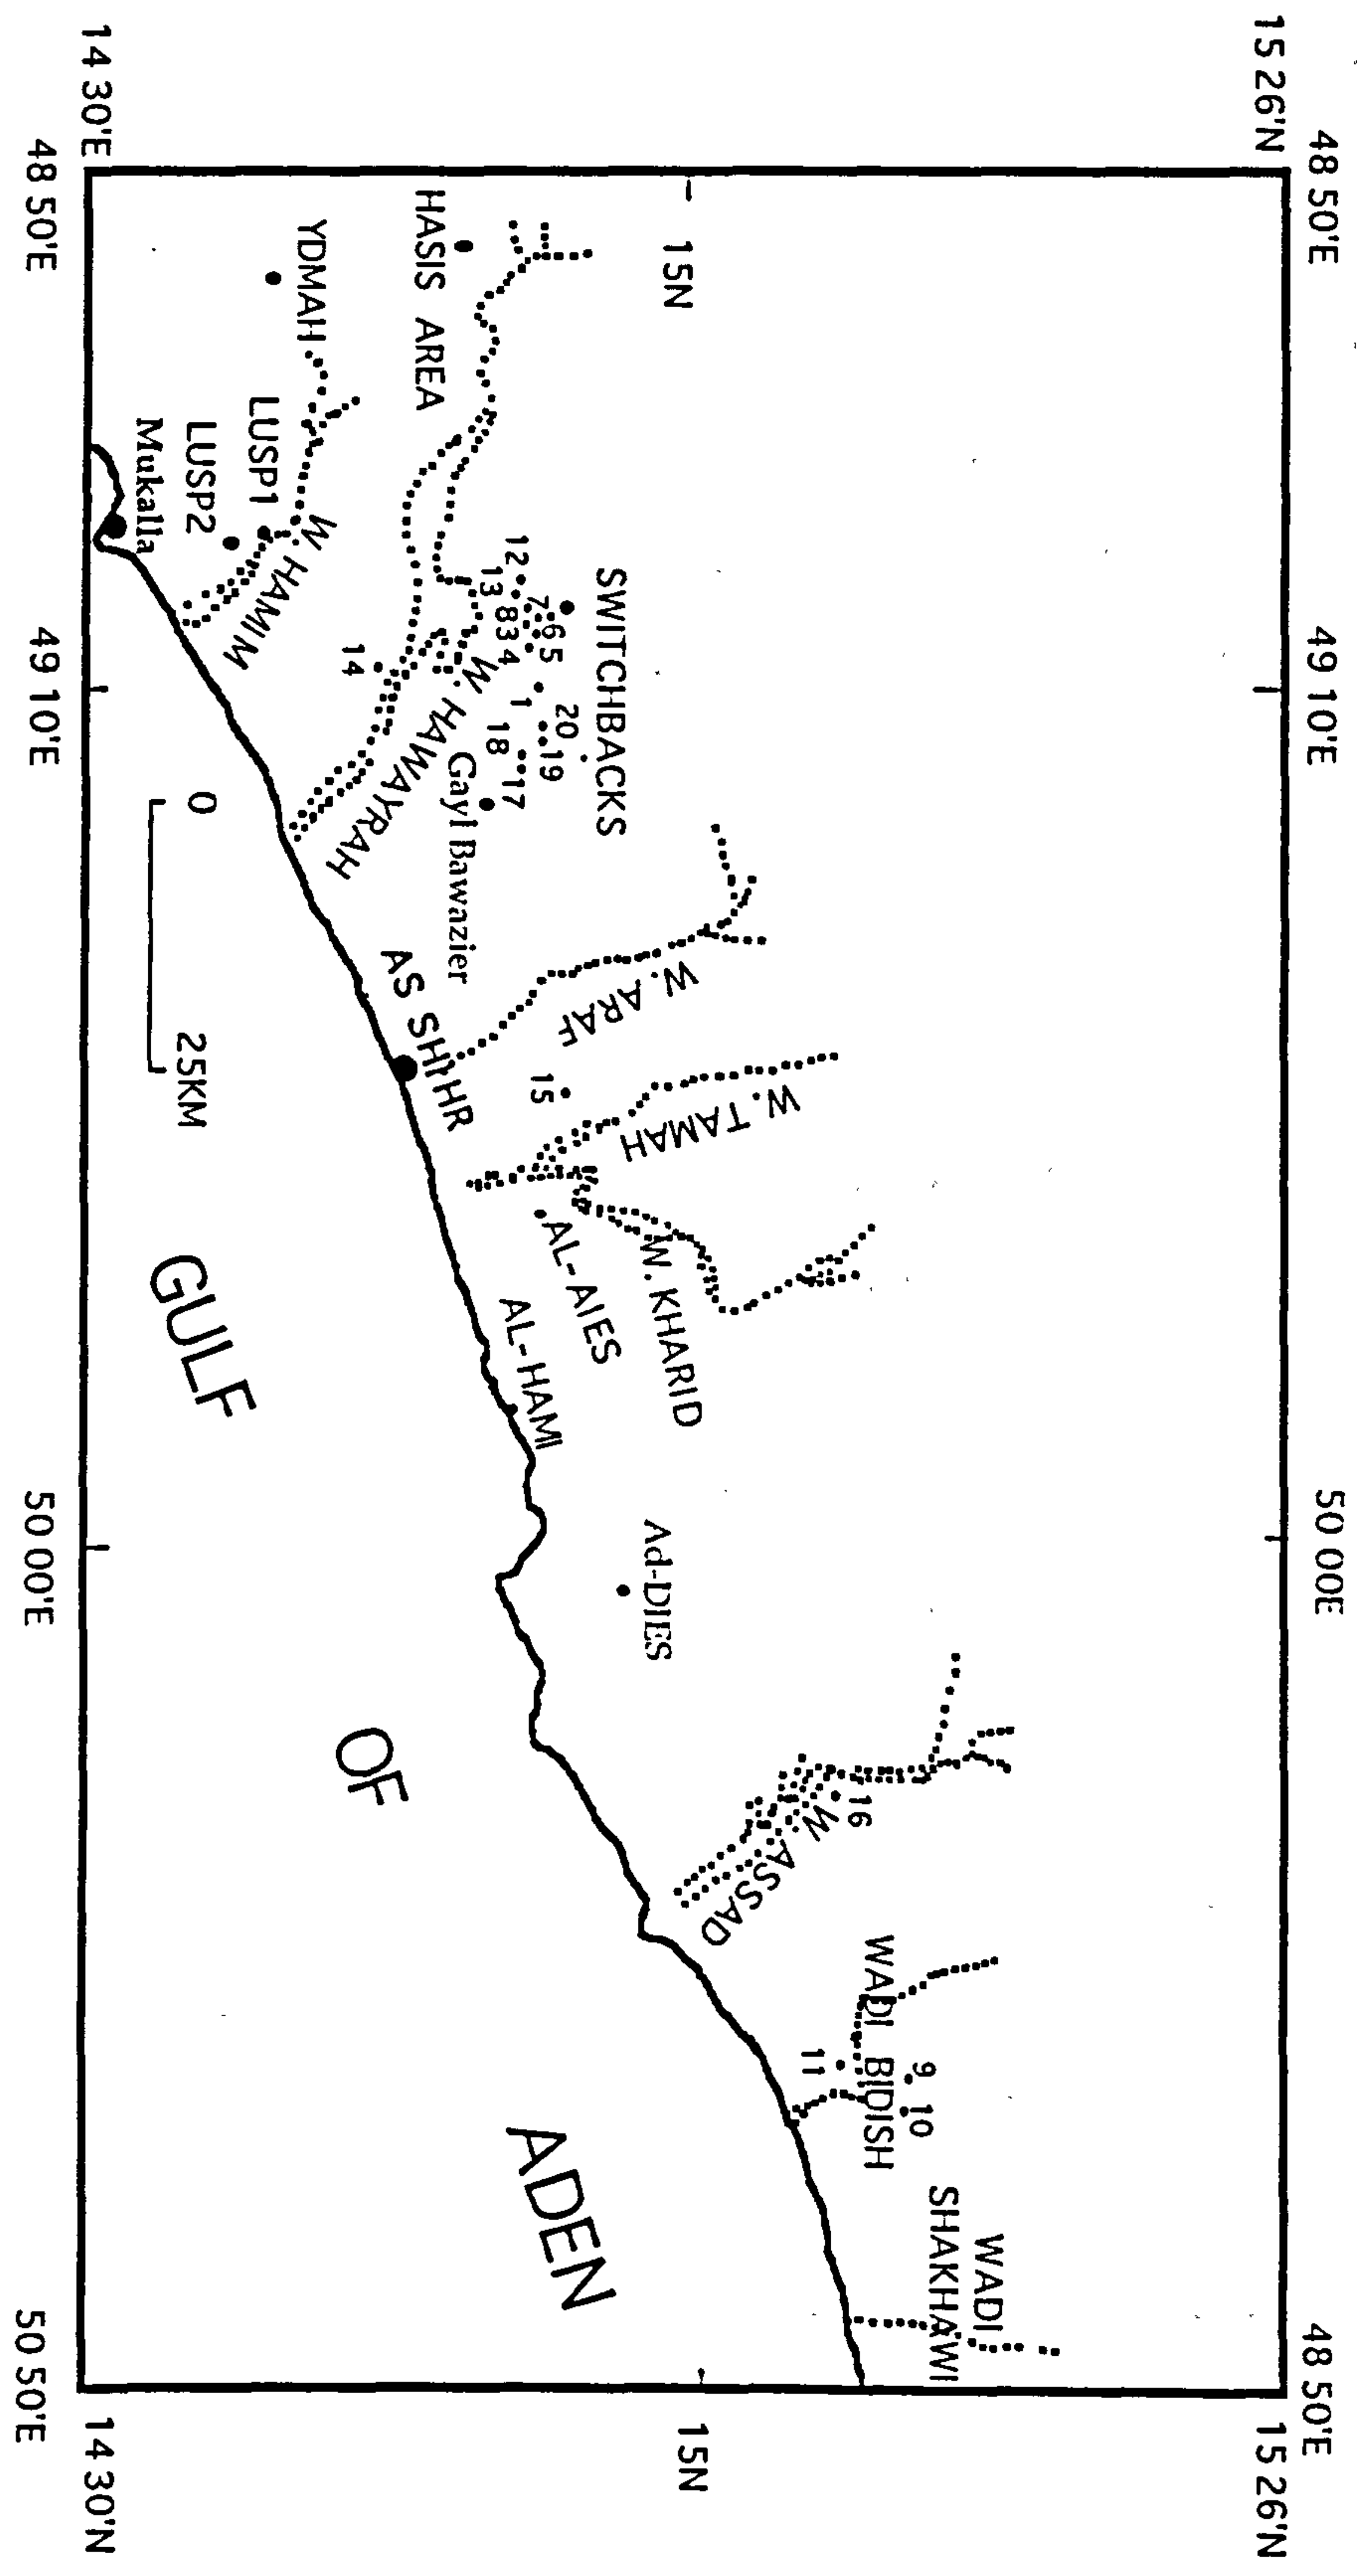 48 50'E
49 10'E
50 00E
48 50'E
15 26'N
15 26'N
15N
15N
14 30'E
14 30'N
48 50'E
49 10'E
50 00'E
50 50'E
WADI
SHAKHAWI
9
10
WADI BIDISH
11
16
W. ASSAD
Ad-DIES
W. TAMAH
W. ARAF
W. KHARID
15
AL-AIES
AL-HAMI
SWITCHBACKS
20
19
6
5
7
12
13
8
3
4
1
18
17
Gayl Bawazier
W. HAWAYRAH
AS SHIHR
14
HASIS AREA
YDMAH
W HAMIM
LUSP1
LUSP2
Mukalla
0
25KM
GULF
OF
ADEN